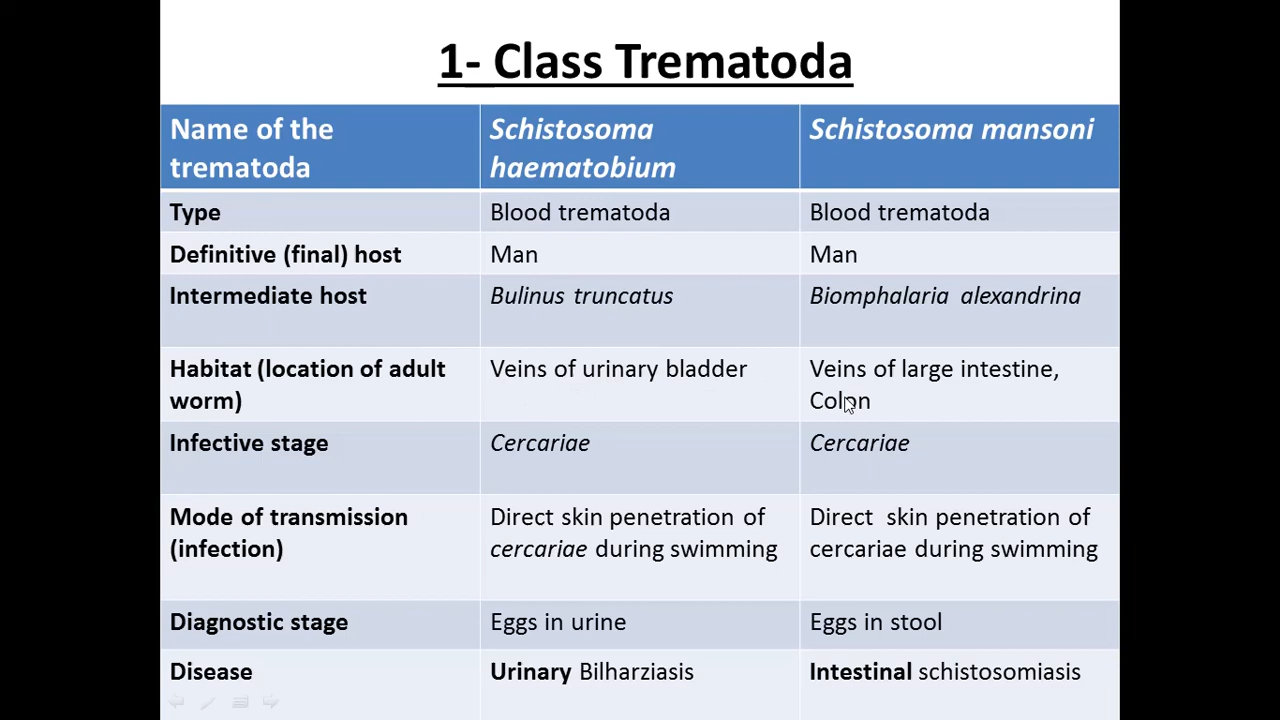 1- Class Trematoda
Name of the
trematoda
Schistosoma
haematobium
Schistosoma mansoni
Type
Blood trematoda
Blood trematoda
Definitive (final) host
Man
Man
Intermediate host
Bulinus truncatus
Biomphalaria alexandrina
Habitat (location of adult
worm)
Veins of urinary bladder
Veins of large intestine,
Colon
Infective stage
Cercariae
Cercariae
Mode of transmission
(infection)
Direct skin penetration of
cercariae during swimming
Direct skin penetration of
cercariae during swimming
Diagnostic stage
Eggs in urine
Eggs in stool
Disease
Urinary Bilharziasis
Intestinal schistosomiasis